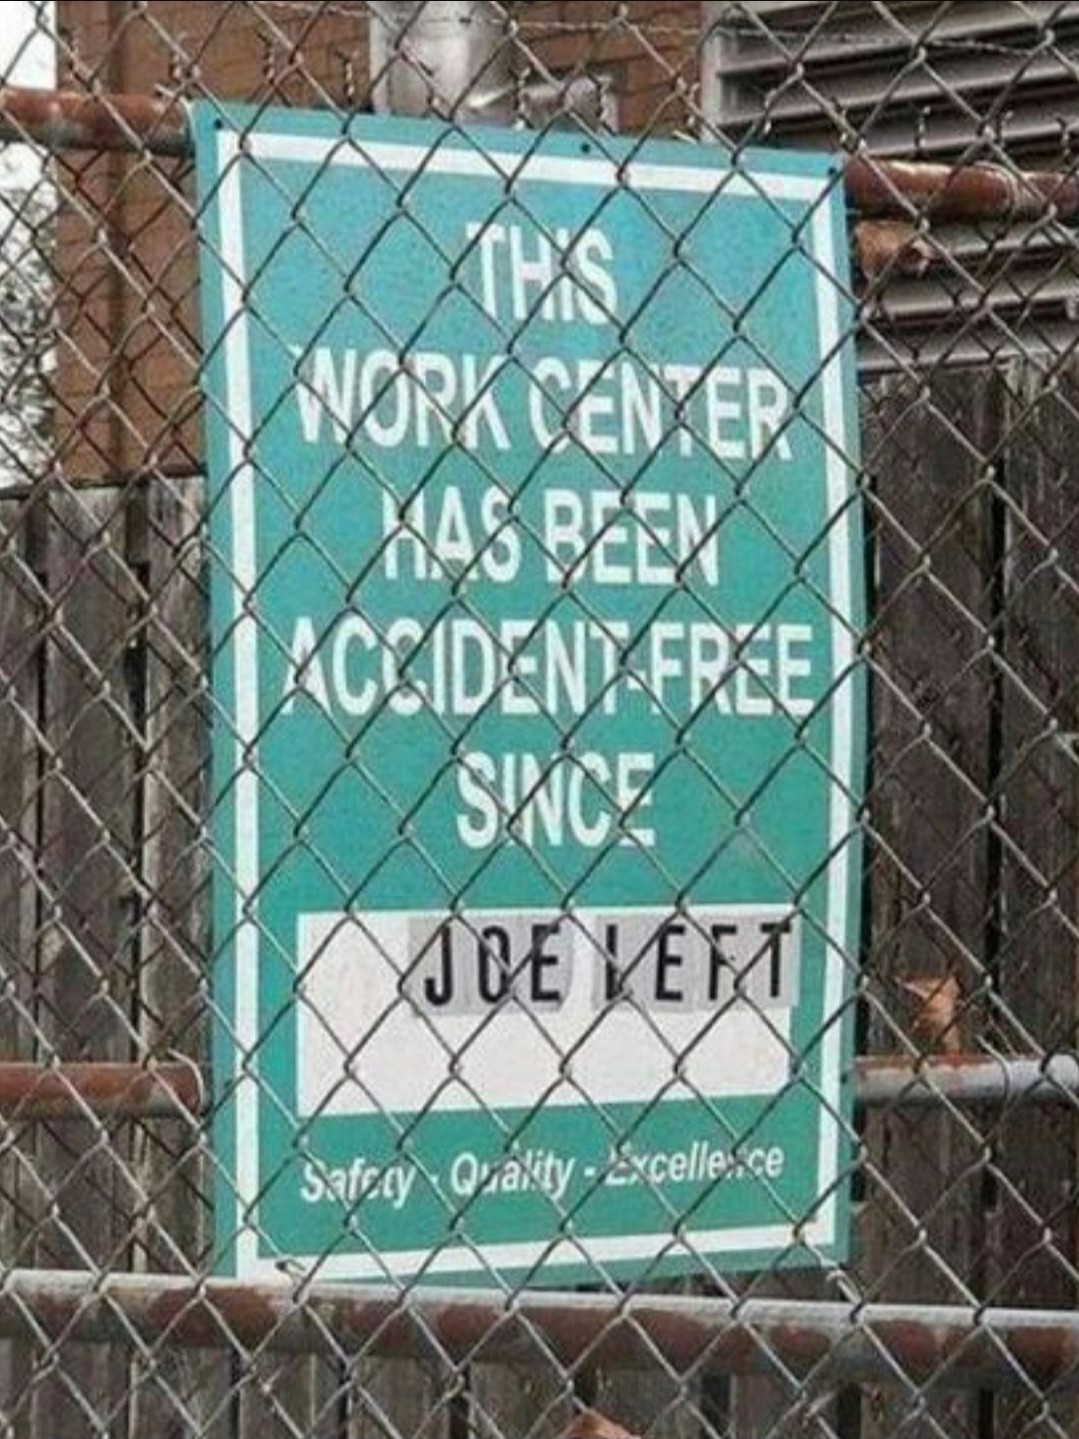 THIS
WORK CENTER
HAS BEEN
ACCIDENT-FREE
SINCE
JOE LEFT
Safety - Quality - Excellence